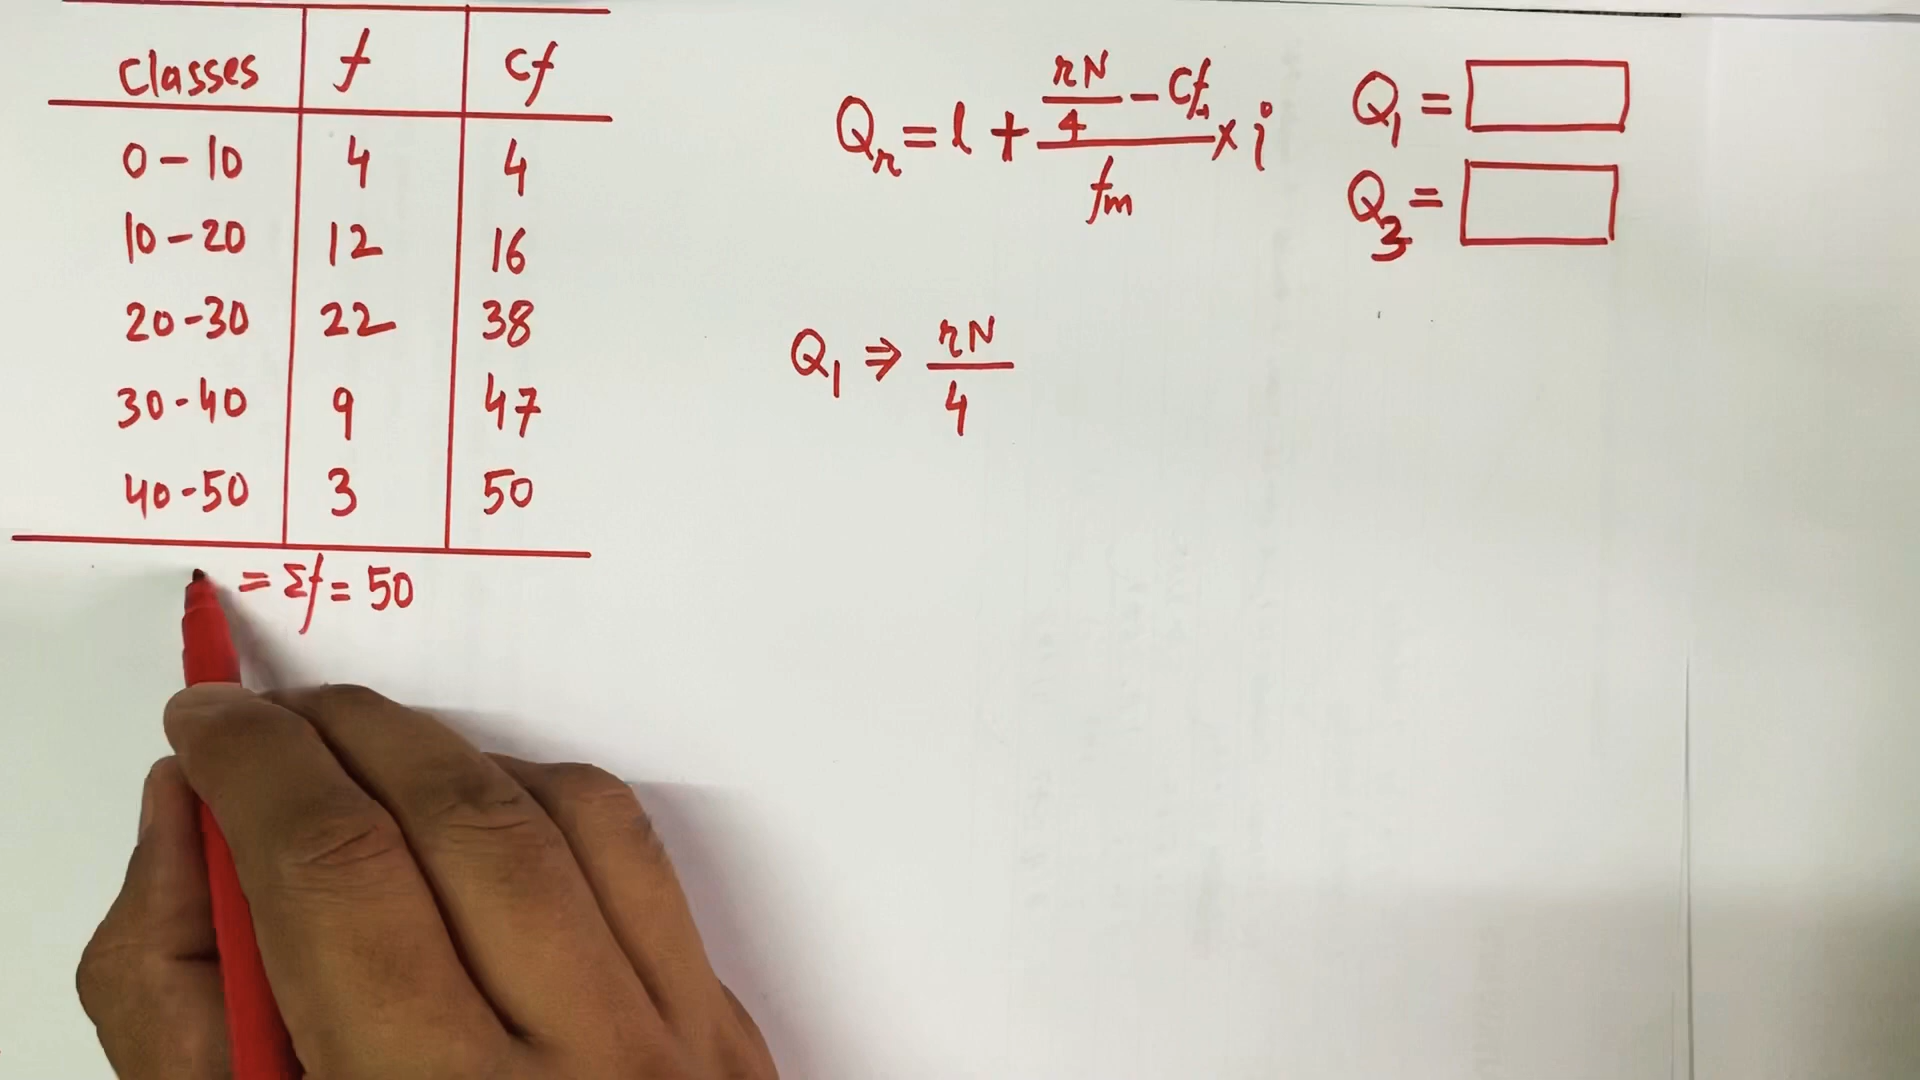 Classes f Cf
0-10 4 4
10-20 12 16
20-30 22 38
30-40 9 47
40-50 3 50
= Σf = 50
Qr = l + (rN/4 - Cf)/fm × i
Q1 =
Q3 =
Q1 ⇒ rN/4